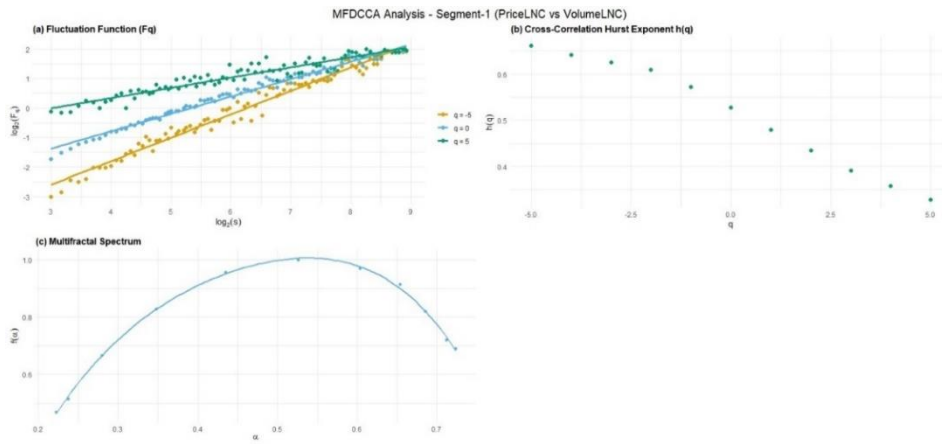 MFDCCA Analysis - Segment-1 (PriceLNC vs VolumeLNC)
(a) Fluctuation Function (Fq)
log₂(Fq)
2
1
0
-1
-2
-3
3 4 5 6 7 8 9
log₂(s)
q = -5
q = 0
q = 5
(b) Cross-Correlation Hurst Exponent h(q)
h(q)
0.6
0.5
0.4
-5.0 -2.5 0.0 2.5 5.0
q
(c) Multifractal Spectrum
f(α)
1.0
0.8
0.6
0.2 0.3 0.4 0.5 0.6 0.7
α